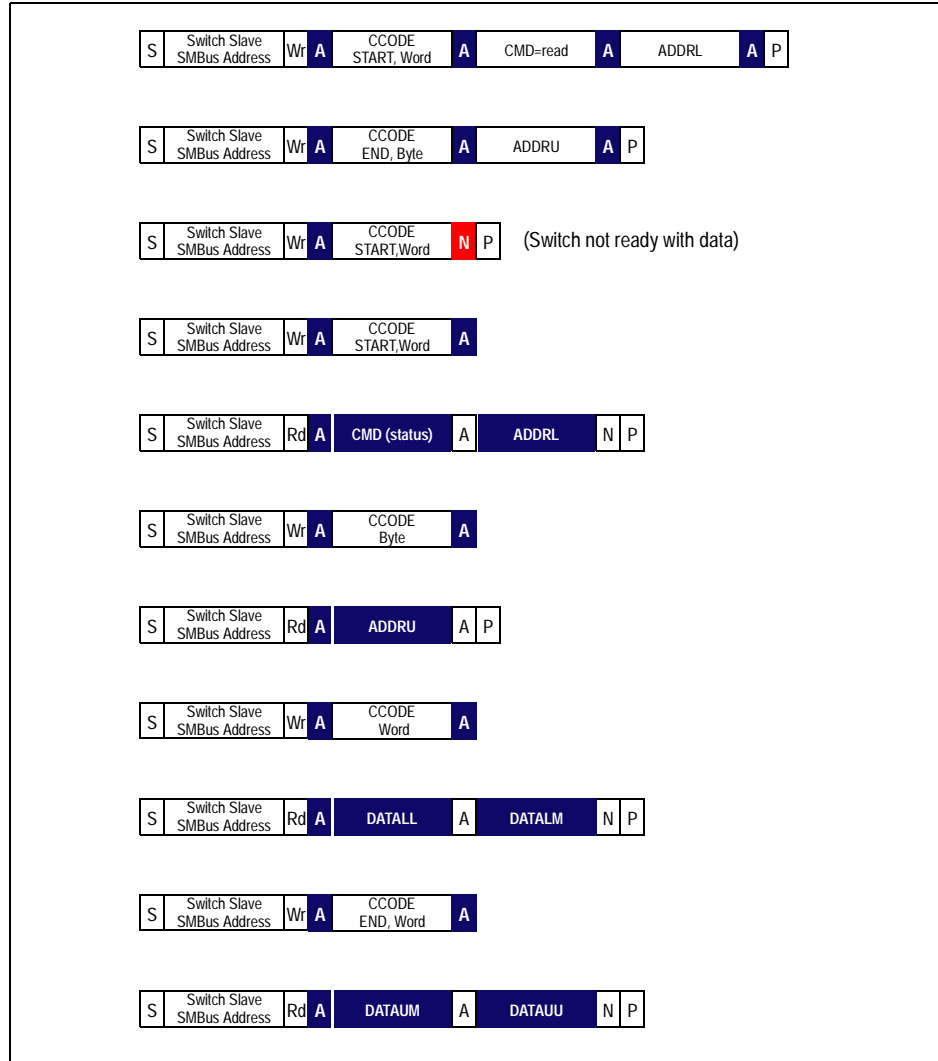 S Switch Slave SMBus Address Wr A CCODE START, Word A CMD=read A ADDRL A P
S Switch Slave SMBus Address Wr A CCODE END, Byte A ADDRU A P
S Switch Slave SMBus Address Wr A CCODE START,Word N P (Switch not ready with data)
S Switch Slave SMBus Address Wr A CCODE START,Word A
S Switch Slave SMBus Address Rd A CMD (status) A ADDRL N P
S Switch Slave SMBus Address Wr A CCODE Byte A
S Switch Slave SMBus Address Rd A ADDRU A P
S Switch Slave SMBus Address Wr A CCODE Word A
S Switch Slave SMBus Address Rd A DATALL A DATALM N P
S Switch Slave SMBus Address Wr A CCODE END, Word A
S Switch Slave SMBus Address Rd A DATAUM A DATAUU N P